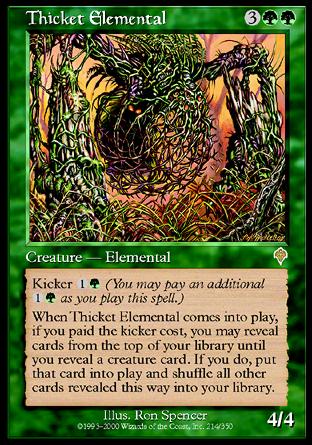 Thicket Elemental 3
Creature — Elemental
Kicker 1 (You may pay an additional
1 as you play this spell.)
When Thicket Elemental comes into play,
if you paid the kicker cost, you may reveal
cards from the top of your library until
you reveal a creature card. If you do, put
that card into play and shuffle all other
cards revealed this way into your library.
Illus. Ron Spencer
©1993–2000 Wizards of the Coast, Inc. 214/350
4/4